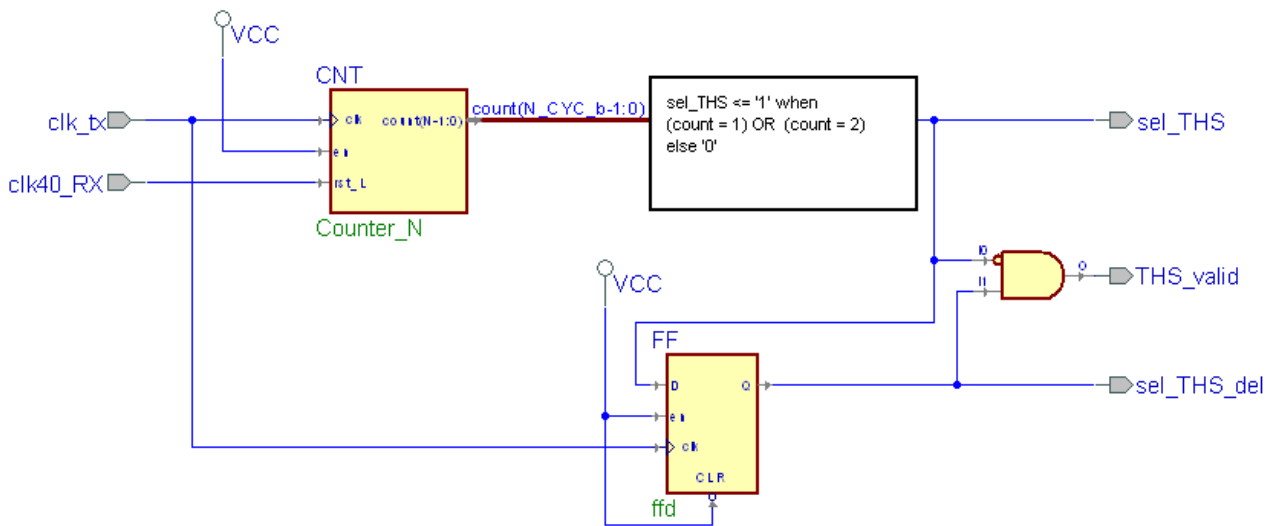 VCC
CNT
clk_tx
clk
count(N-1:0)
count(N_CYC_b-1:0)
sel_THS <= '1' when
(count = 1) OR (count = 2)
else '0'
sel_THS
en
clk40_RX
rst_L
Counter_N
I0
O
THS_valid
I1
VCC
FF
D
Q
sel_THS_del
en
clk
CLR
ffd